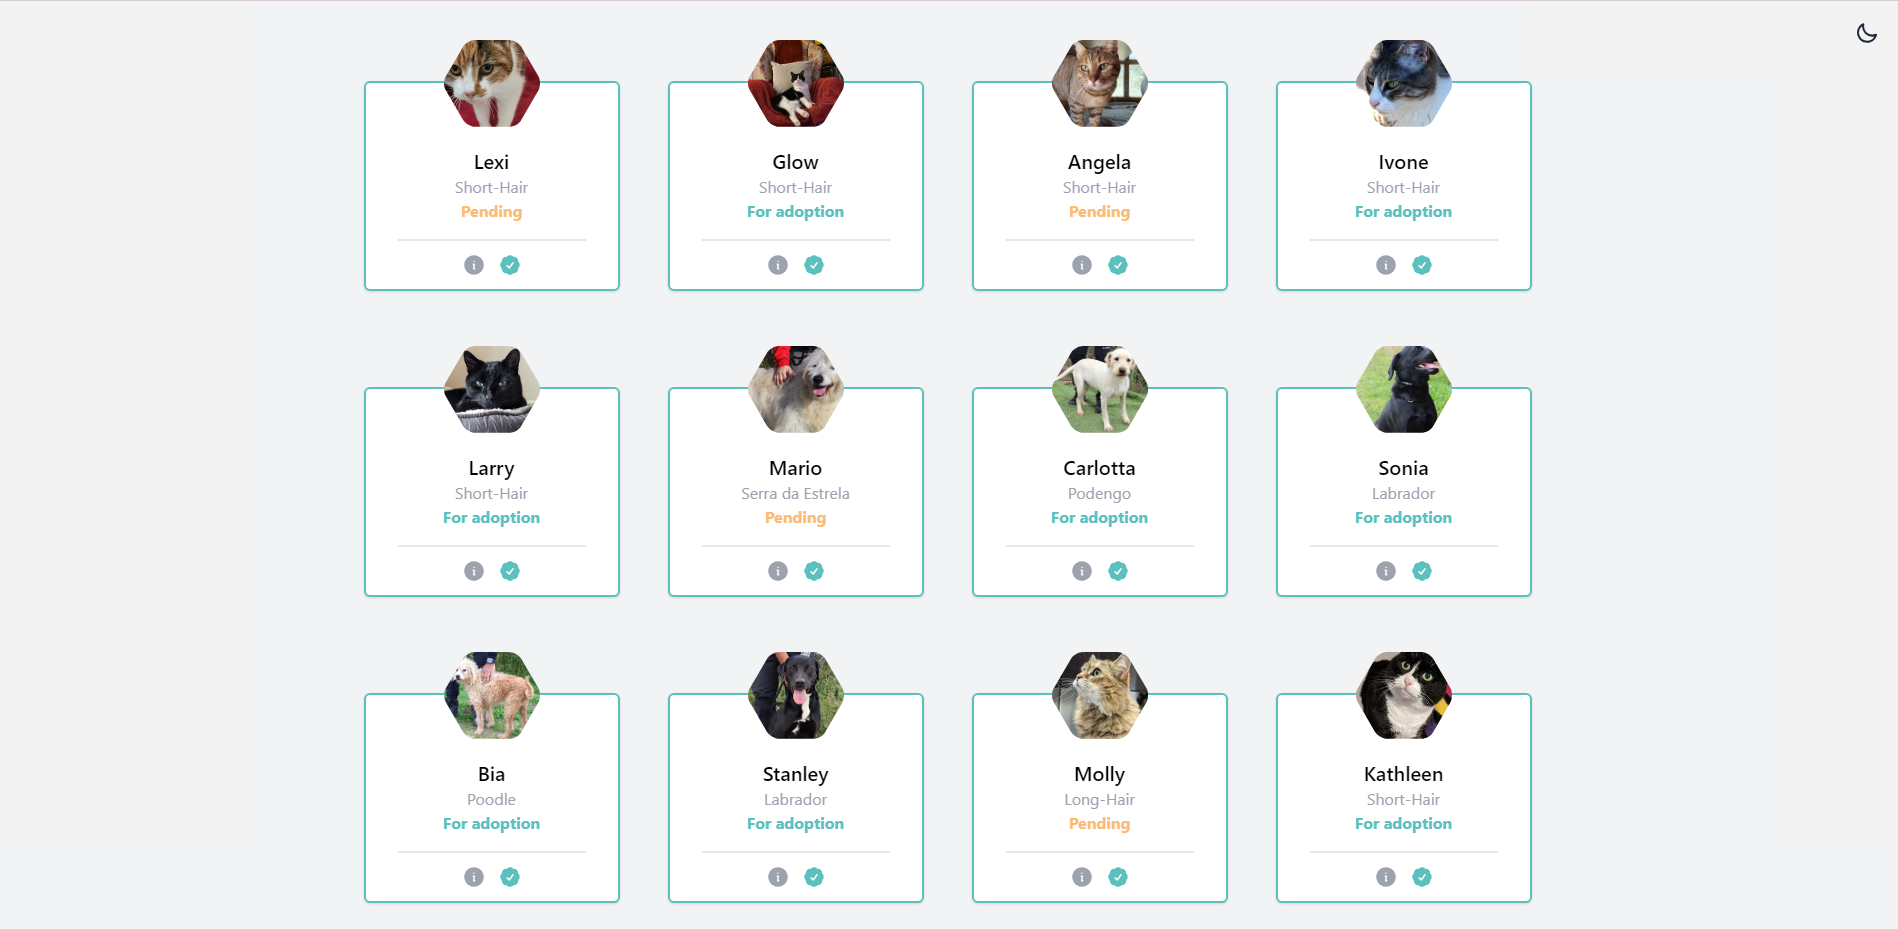 Lexi
Short-Hair
Pending
Glow
Short-Hair
For adoption
Angela
Short-Hair
Pending
Ivone
Short-Hair
For adoption
Larry
Short-Hair
For adoption
Mario
Serra da Estrela
Pending
Carlotta
Podengo
For adoption
Sonia
Labrador
For adoption
Bia
Poodle
For adoption
Stanley
Labrador
For adoption
Molly
Long-Hair
Pending
Kathleen
Short-Hair
For adoption